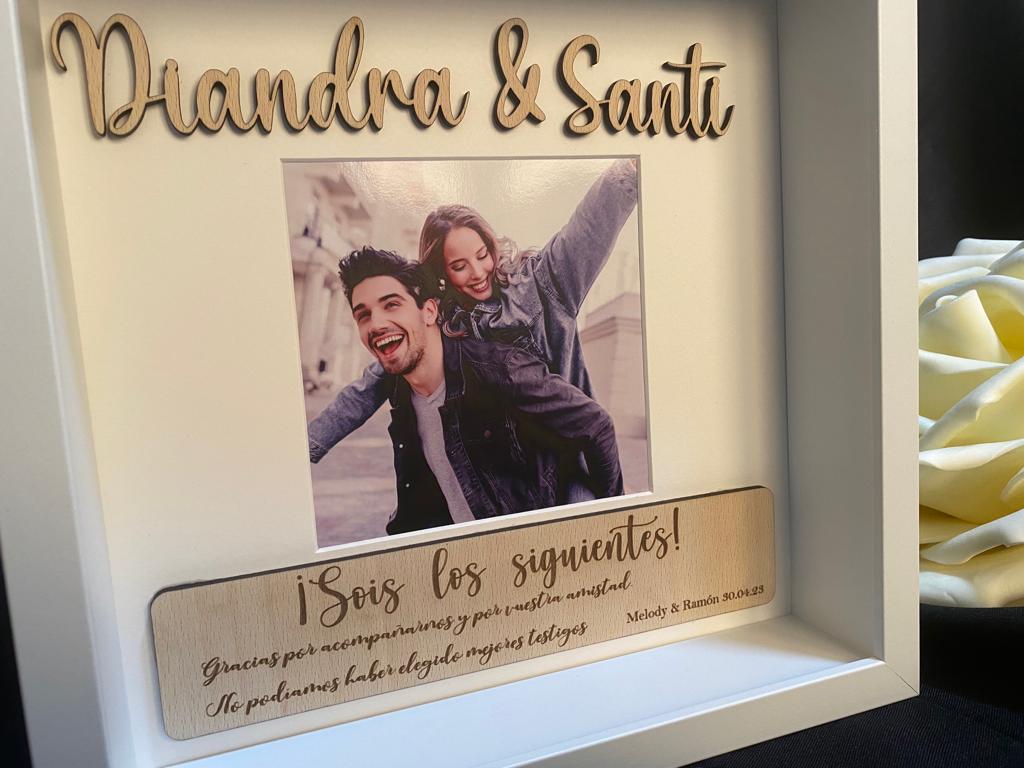 Diandra & Santi
¡Sois los siguientes!
Gracias por acompañarnos y por vuestra amistad.
No podíamos haber elegido mejores testigos
Melody & Ramón 30.04.23